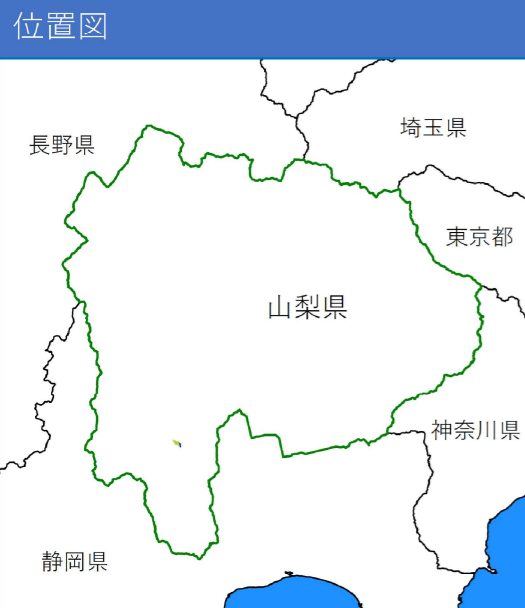 位置図
埼玉県
長野県
東京都
山梨県
神奈川県
静岡県